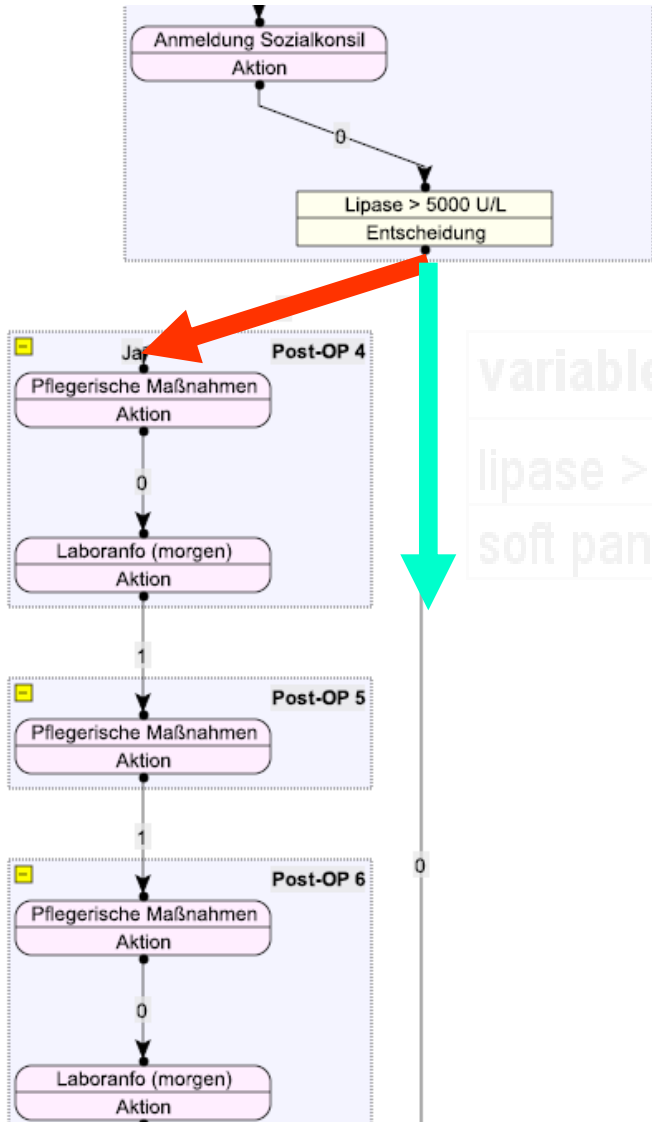 Anmeldung Sozialkonsil
Aktion
0
Lipase > 5000 U/L
Entscheidung
Ja
Post-OP 4
Pflegerische Maßnahmen
Aktion
0
Laboranfo (morgen)
Aktion
1
Post-OP 5
Pflegerische Maßnahmen
Aktion
1
0
Post-OP 6
Pflegerische Maßnahmen
Aktion
0
Laboranfo (morgen)
Aktion
variable
lipase >
soft pan